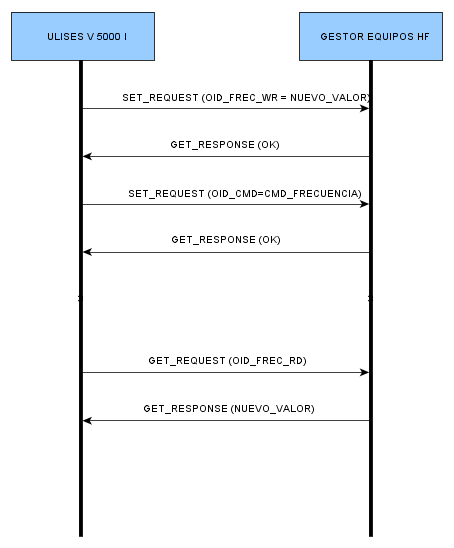 ULISES V 5000 I
GESTOR EQUIPOS HF
SET_REQUEST (OID_FREC_WR = NUEVO_VALOR)
GET_RESPONSE (OK)
SET_REQUEST (OID_CMD=CMD_FRECUENCIA)
GET_RESPONSE (OK)
: :
GET_REQUEST (OID_FREC_RD)
GET_RESPONSE (NUEVO_VALOR)